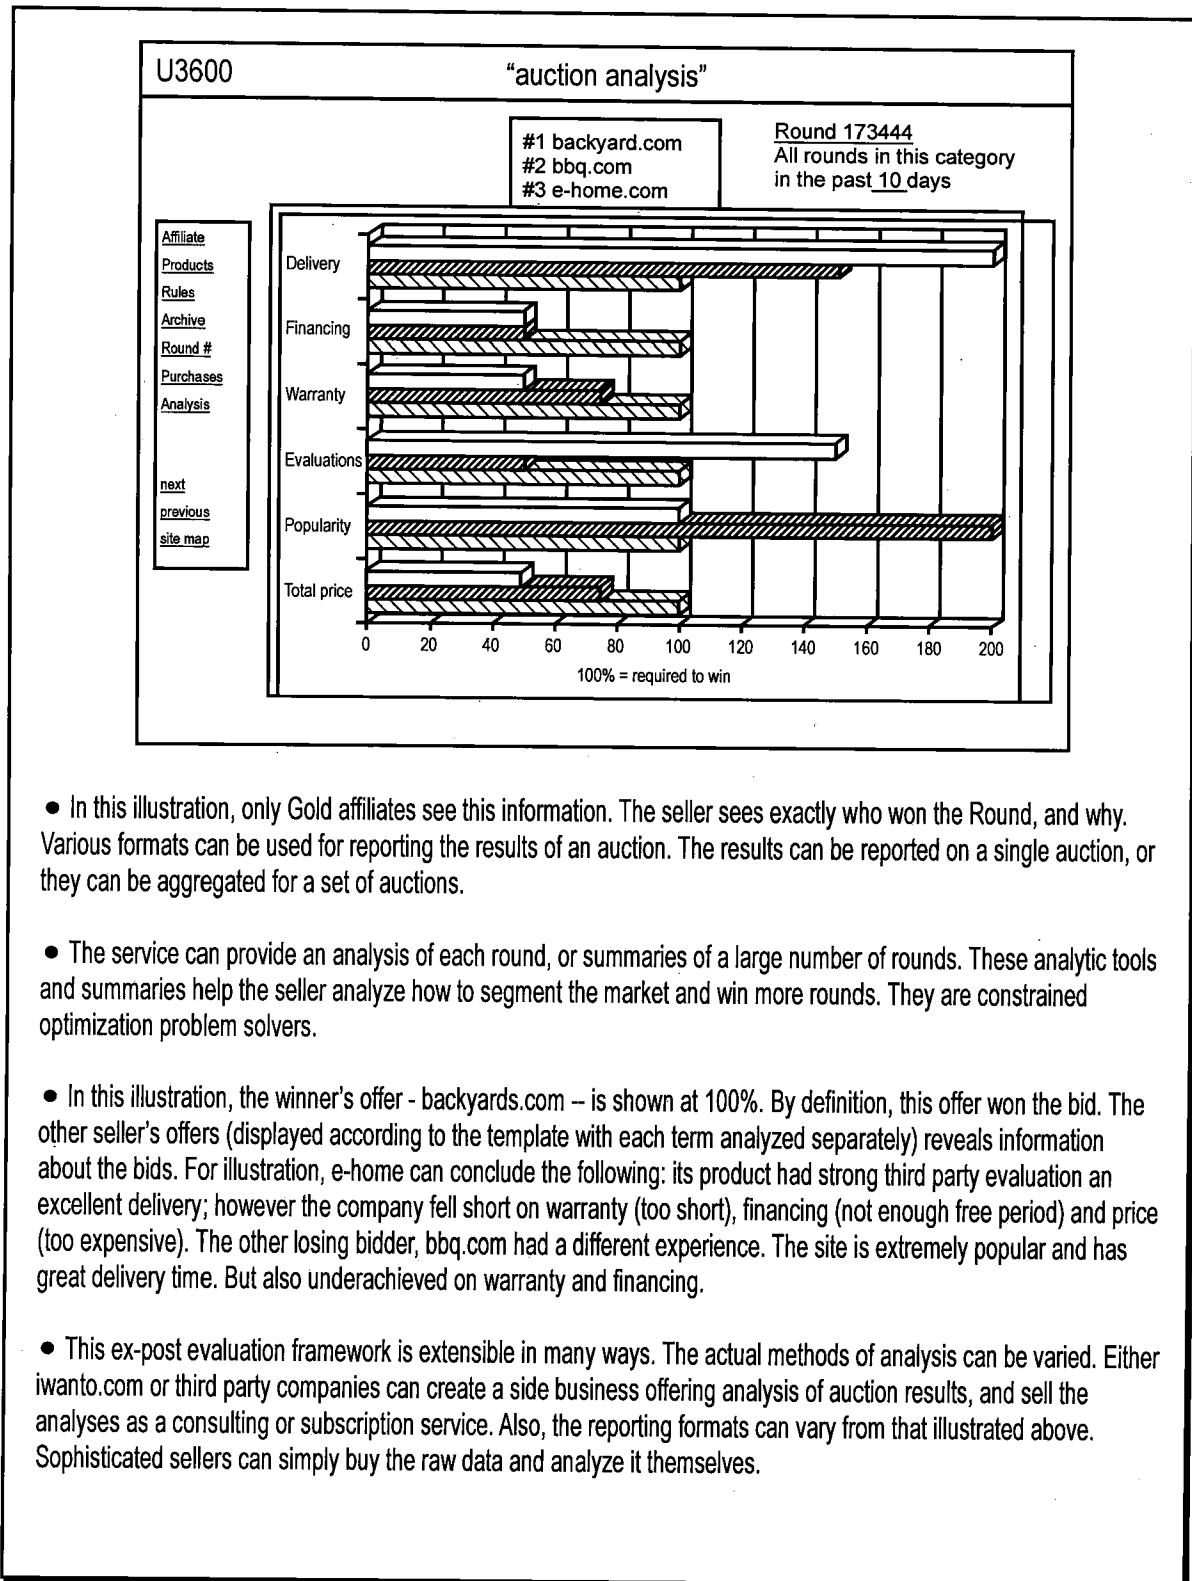 U3600
“auction analysis”
#1 backyard.com
#2 bbq.com
#3 e-home.com
Round 173444
All rounds in this category
in the past 10 days
Affiliate
Products
Rules
Archive
Round #
Purchases
Analysis
next
previous
site map
Delivery
Financing
Warranty
Evaluations
Popularity
Total price
0 20 40 60 80 100 120 140 160 180 200
100% = required to win
• In this illustration, only Gold affiliates see this information. The seller sees exactly who won the Round, and why.
Various formats can be used for reporting the results of an auction. The results can be reported on a single auction, or
they can be aggregated for a set of auctions.
• The service can provide an analysis of each round, or summaries of a large number of rounds. These analytic tools
and summaries help the seller analyze how to segment the market and win more rounds. They are constrained
optimization problem solvers.
• In this illustration, the winner's offer - backyards.com – is shown at 100%. By definition, this offer won the bid. The
other seller's offers (displayed according to the template with each term analyzed separately) reveals information
about the bids. For illustration, e-home can conclude the following: its product had strong third party evaluation an
excellent delivery; however the company fell short on warranty (too short), financing (not enough free period) and price
(too expensive). The other losing bidder, bbq.com had a different experience. The site is extremely popular and has
great delivery time. But also underachieved on warranty and financing.
• This ex-post evaluation framework is extensible in many ways. The actual methods of analysis can be varied. Either
iwanto.com or third party companies can create a side business offering analysis of auction results, and sell the
analyses as a consulting or subscription service. Also, the reporting formats can vary from that illustrated above.
Sophisticated sellers can simply buy the raw data and analyze it themselves.